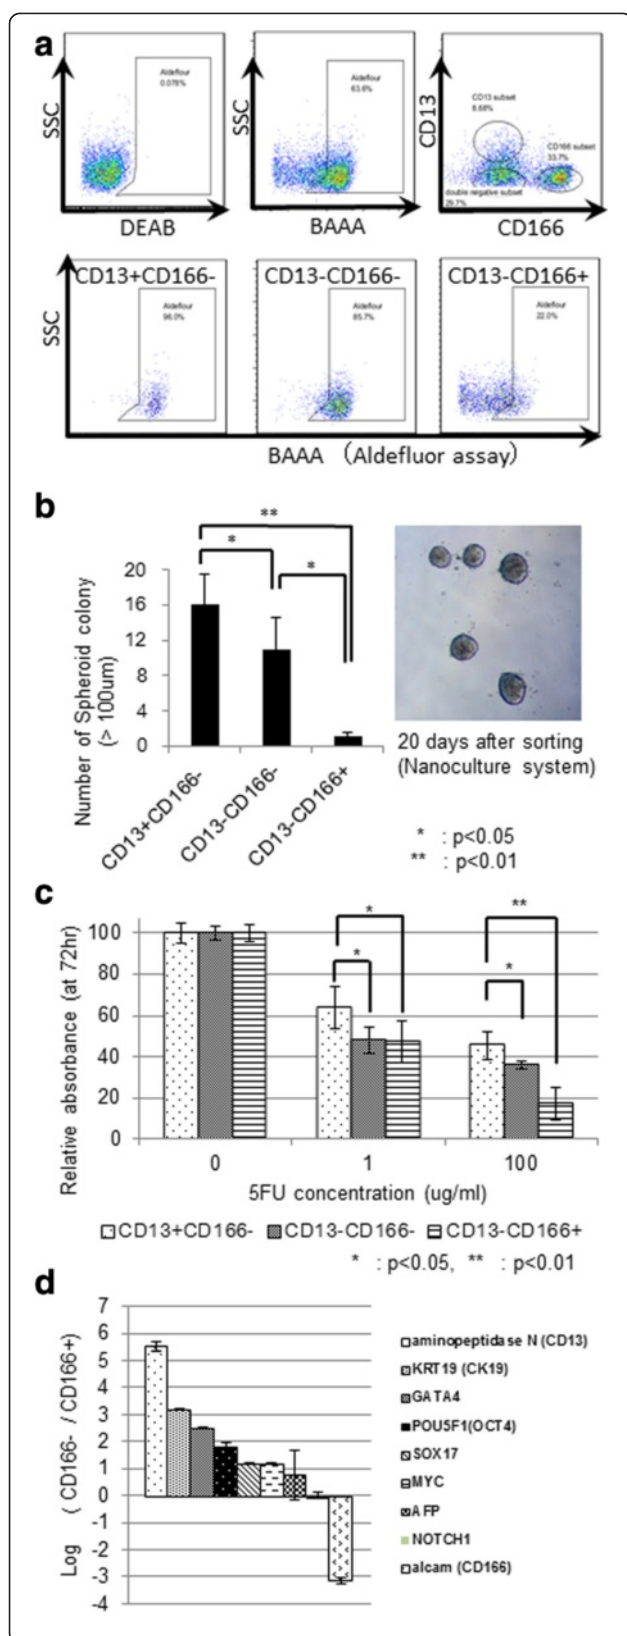 a
SSC
Aldeflour
0.078%
DEAB
SSC
Aldeflour
63.6%
BAAA
CD13
CD13 subset
6.68%
CD166 subset
33.7%
double negative subset
29.7%
CD166
SSC
CD13+CD166-
Aldeflour
96.0%
CD13-CD166-
Aldeflour
85.7%
CD13-CD166+
Aldeflour
22.0%
BAAA (Aldefluor assay)
b
Number of Spheroid colony
(> 100um)
20
16
12
8
4
0
**
*
*
CD13+CD166-
CD13-CD166-
CD13-CD166+
20 days after sorting
(Nanoculture system)
* : p<0.05
** : p<0.01
c
Relative absorbance (at 72hr)
100
80
60
40
20
0
*
*
**
*
0 1 100
5FU concentration (ug/ml)
CD13+CD166- CD13-CD166- CD13-CD166+
* : p<0.05, ** : p<0.01
d
Log ( CD166- / CD166+)
7
6
5
4
3
2
1
0
-1
-2
-3
-4
aminopeptidase N (CD13)
KRT19 (CK19)
GATA4
POU5F1(OCT4)
SOX17
MYC
AFP
NOTCH1
alcam (CD166)